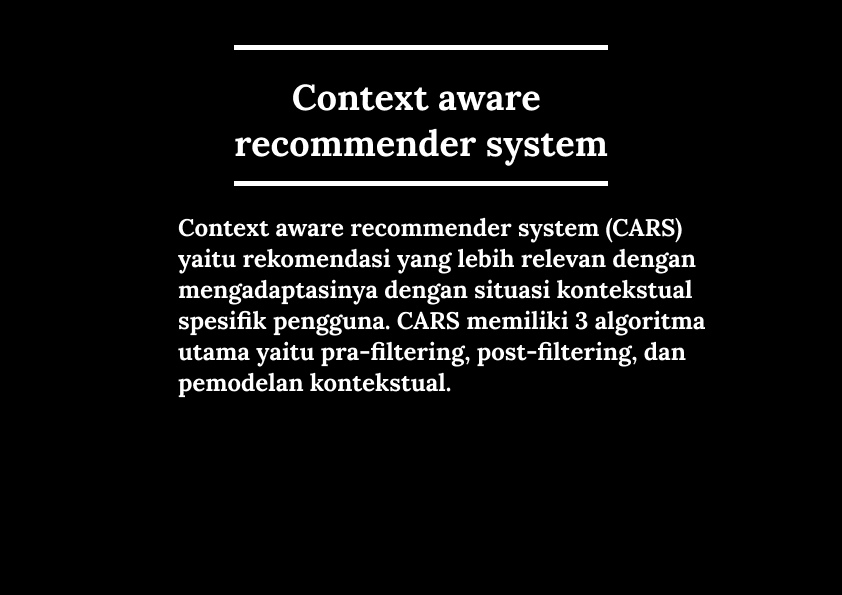 Context aware
recommender system
Context aware recommender system (CARS)
yaitu rekomendasi yang lebih relevan dengan
mengadaptasinya dengan situasi kontekstual
spesifik pengguna. CARS memiliki 3 algoritma
utama yaitu pra-filtering, post-filtering, dan
pemodelan kontekstual.